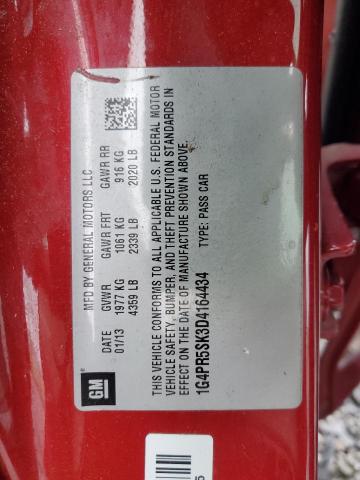 GM
MFD BY GENERAL MOTORS LLC
DATE GVWR GAWR FRT GAWR RR
01/13 1977 KG 1061 KG 916 KG
4359 LB 2339 LB 2020 LB
THIS VEHICLE CONFORMS TO ALL APPLICABLE U.S. FEDERAL MOTOR
VEHICLE SAFETY, BUMPER, AND THEFT PREVENTION STANDARDS IN
EFFECT ON THE DATE OF MANUFACTURE SHOWN ABOVE.
1G4PR5SK3D4164434 TYPE: PASS CAR
5